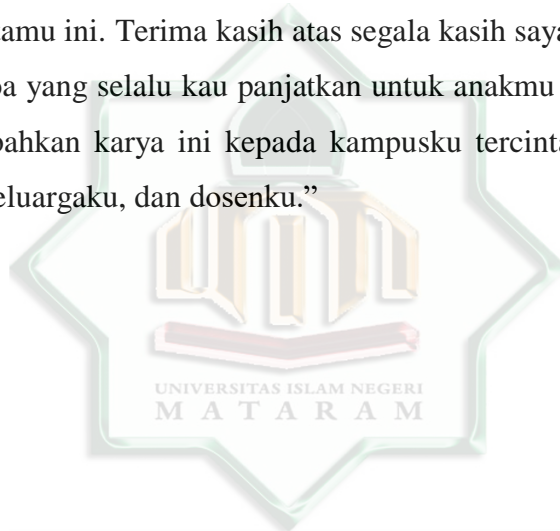 amu ini. Terima kasih atas segala kasih saya
a yang selalu kau panjatkan untuk anakmu
bahkan karya ini kepada kampusku tercinta
eluargaku, dan dosenku.”
UNIVERSITAS ISLAM NEGERI
MATARAM